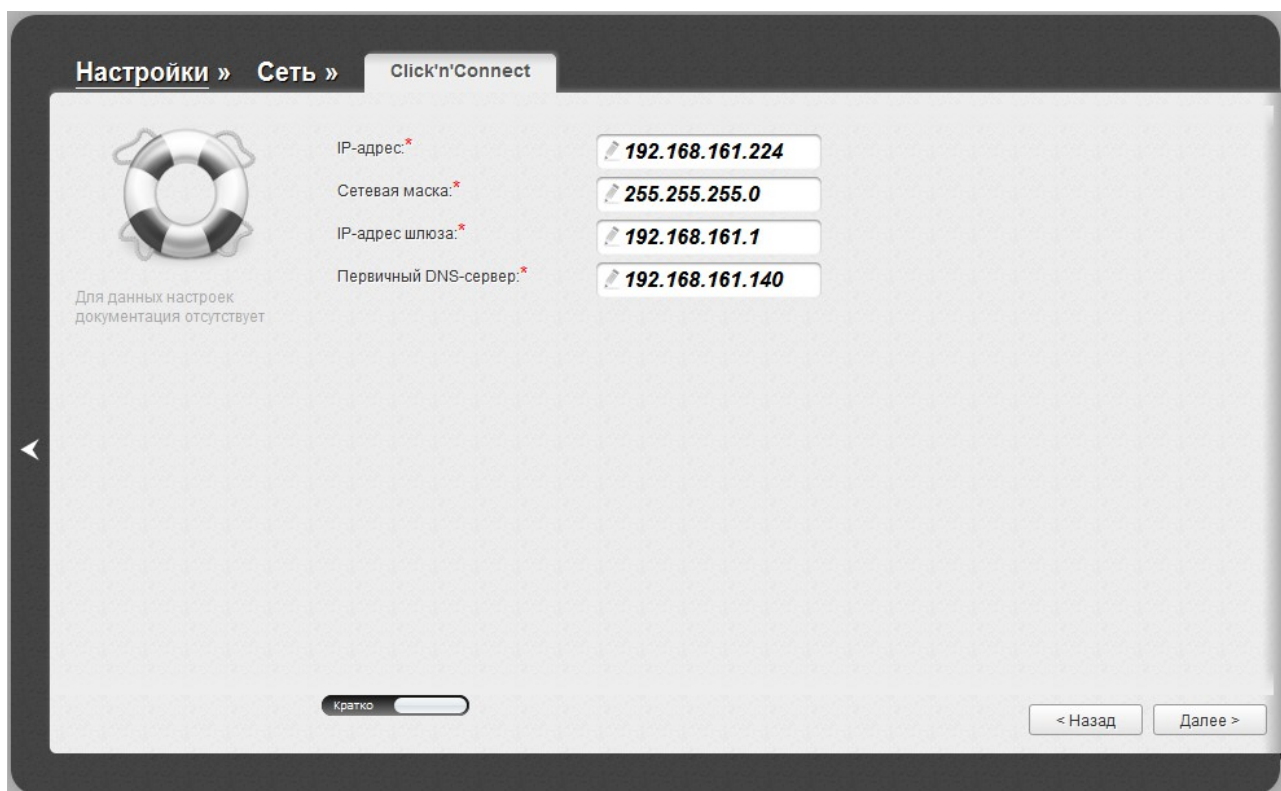 Настройки » Сеть » Click'n'Connect
IP-адрес:* 192.168.161.224
Сетевая маска:* 255.255.255.0
IP-адрес шлюза:* 192.168.161.1
Первичный DNS-сервер:* 192.168.161.140
Для данных настроек
документация отсутствует
Кратко
< Назад Далее >